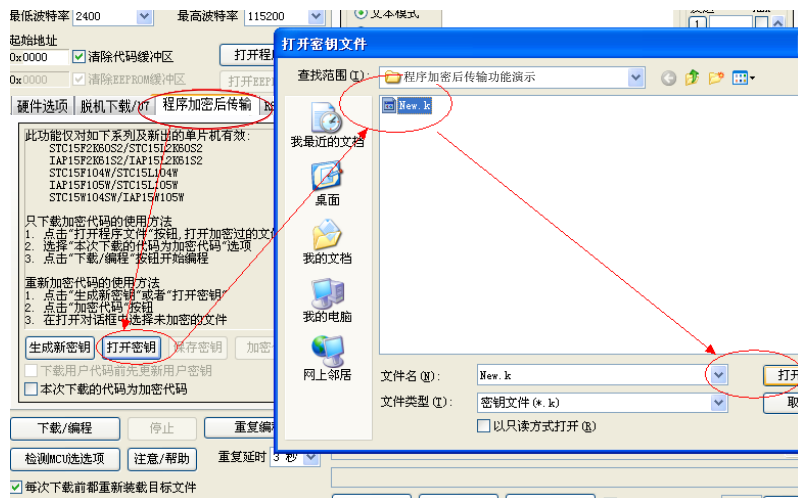 最低波特率 2400 最高波特率 115200
文本模式
起始地址
0x0000 清除代码缓冲区 打开程
0x0000 清除EEPROM缓冲区 打开EEP
硬件选项 脱机下载/U7 程序加密后传输
此功能仅对如下系列及新出的单片机有效:
STC15F2K60S2/STC15L2K60S2
IAP15F2K61S2/IAP15L2K61S2
STC15F104W/STC15L104W
IAP15F105W/STC15L105W
STC15W104SW/IAP15W105W
只下载加密代码的使用方法
1. 点击"打开程序文件"按钮,打开加密过的文
2. 选择"本次下载的代码为加密代码"选项
3. 点击"下载/编程"按钮开始编程
重新加密代码的使用方法
1. 点击"生成新密钥"或者"打开密钥"
2. 点击"加密代码"按钮
3. 在打开对话框中选择未加密的文件
生成新密钥 打开密钥 保存密钥 加密
下载用户代码前先更新用户密钥
本次下载的代码为加密代码
下载/编程 停止 重复编
检测MCU选选项 注意/帮助 重复延时 3 秒
每次下载前都重新装载目标文件
打开密钥文件
查找范围(I): 程序加密后传输功能演示
New.k
我最近的文档
桌面
我的文档
我的电脑
网上邻居
文件名(N): New.k 打开
文件类型(T): 密钥文件(*.k) 取
以只读方式打开(R)